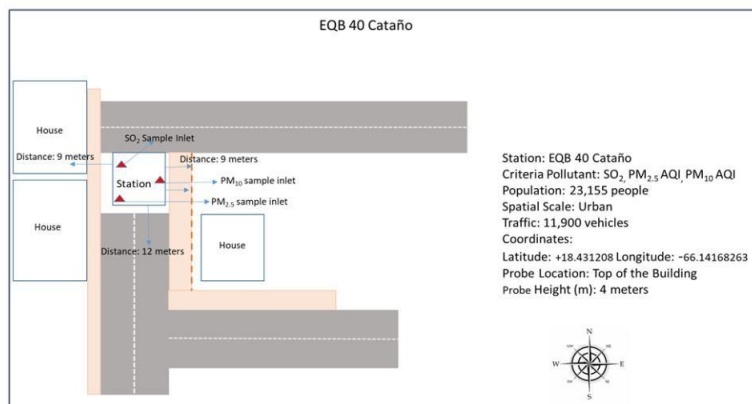 EQB 40 Cataño
House
SO2 Sample Inlet
Distance: 9 meters
Distance: 9 meters
Station
PM10 sample inlet
PM2.5 sample inlet
House
House
Distance: 12 meters
Station: EQB 40 Cataño
Criteria Pollutant: SO2, PM2.5 AQI, PM10 AQI
Population: 23,155 people
Spatial Scale: Urban
Traffic: 11,900 vehicles
Coordinates:
Latitude: +18.431208 Longitude: -66.14168263
Probe Location: Top of the Building
Probe Height (m): 4 meters
N
W E
S